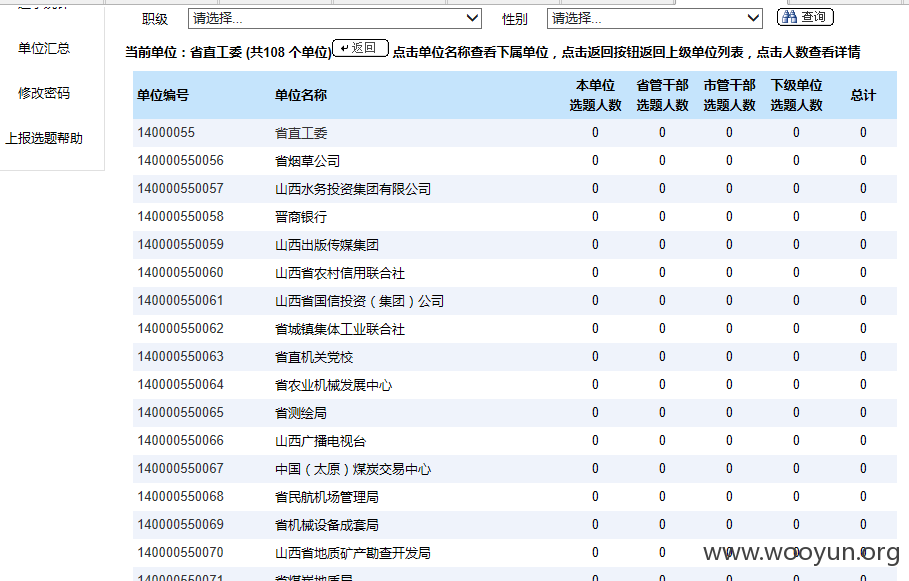 单位汇总
修改密码
上报选题帮助
职级 请选择... 性别 请选择... 查询
当前单位：省直工委 (共108 个单位) 返回 点击单位名称查看下属单位，点击返回按钮返回上级单位列表，点击人数查看详情
单位编号 单位名称 本单位选题人数 省管干部选题人数 市管干部选题人数 下级单位选题人数 总计
14000055 省直工委 0 0 0 0 0
140000550056 省烟草公司 0 0 0 0 0
140000550057 山西水务投资集团有限公司 0 0 0 0 0
140000550058 晋商银行 0 0 0 0 0
140000550059 山西出版传媒集团 0 0 0 0 0
140000550060 山西省农村信用联合社 0 0 0 0 0
140000550061 山西省国信投资（集团）公司 0 0 0 0 0
140000550062 省城镇集体工业联合社 0 0 0 0 0
140000550063 省直机关党校 0 0 0 0 0
140000550064 省农业机械发展中心 0 0 0 0 0
140000550065 省测绘局 0 0 0 0 0
140000550066 山西广播电视台 0 0 0 0 0
140000550067 中国（太原）煤炭交易中心 0 0 0 0 0
140000550068 省民航机场管理局 0 0 0 0 0
140000550069 省机械设备成套局 0 0 0 0 0
140000550070 山西省地质矿产勘查开发局 0 0 0 0 0
140000550071 省煤炭地质局 0 0 0 0 0
www.wooyun.org